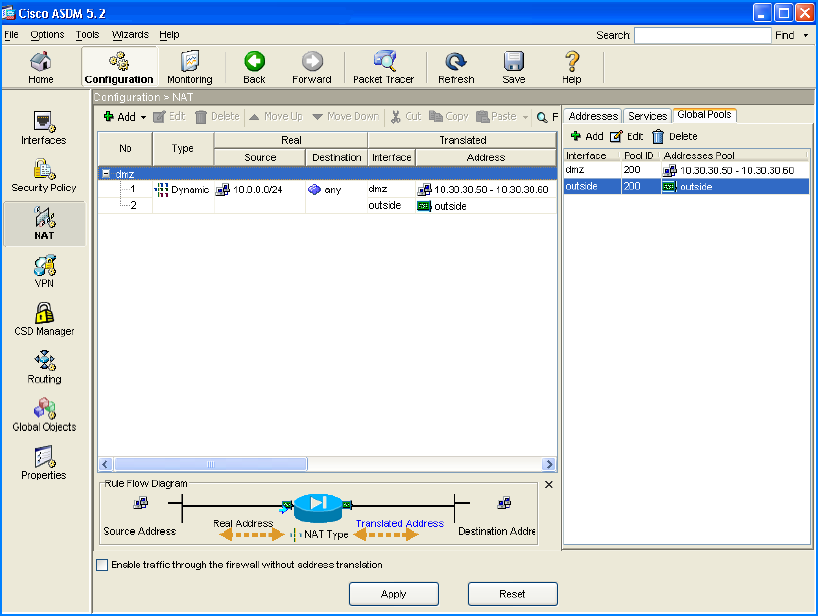 Cisco ASDM 5.2
File Options Tools Wizards Help Search: Find
Home Configuration Monitoring Back Forward Packet Tracer Refresh Save Help
Configuration > NAT
Interfaces
Security Policy
NAT
VPN
CSD Manager
Routing
Global Objects
Properties
Add Edit Delete Move Up Move Down Cut Copy Paste F
No Type Real Translated
Source Destination Interface Address
dmz
1 Dynamic 10.0.0.0/24 any dmz 10.30.30.50 - 10.30.30.60
2 outside outside
Addresses Services Global Pools
Add Edit Delete
Interface Pool ID Addresses Pool
dmz 200 10.30.30.50 - 10.30.30.60
outside 200 outside
Rule Flow Diagram
Source Address Real Address NAT Type Translated Address Destination Addre
Enable traffic through the firewall without address translation
Apply Reset